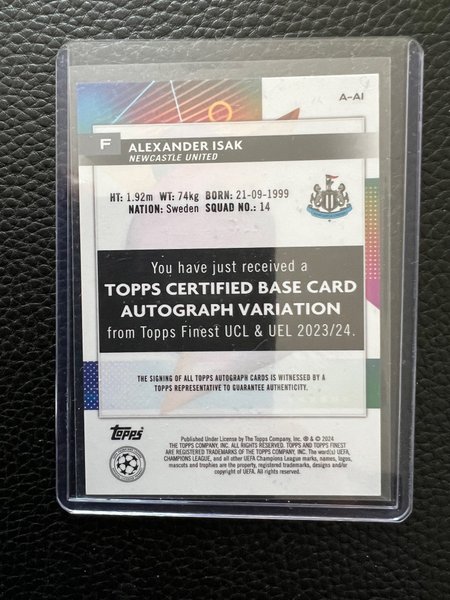 A-AI
F ALEXANDER ISAK
NEWCASTLE UNITED
HT: 1.92m WT: 74kg BORN: 21-09-1999
NATION: Sweden SQUAD NO.: 14
You have just received a
TOPPS CERTIFIED BASE CARD
AUTOGRAPH VARIATION
from Topps Finest UCL & UEL 2023/24.
THE SIGNING OF ALL TOPPS AUTOGRAPH CARDS IS WITNESSED BY A
TOPPS REPRESENTATIVE TO GUARANTEE AUTHENTICITY.
Topps
Published Under License by The Topps Company, Inc. ® & © 2024
THE TOPPS COMPANY, INC. ALL RIGHTS RESERVED. TOPPS AND TOPPS FINEST
ARE REGISTERED TRADEMARKS OF THE TOPPS COMPANY, INC. The word(s) UEFA,
CHAMPIONS LEAGUE, and all other UEFA Champions League marks, names, logos,
mascots and trophies are the property, registered trademarks, designs and/or
copyright of UEFA. All rights reserved.